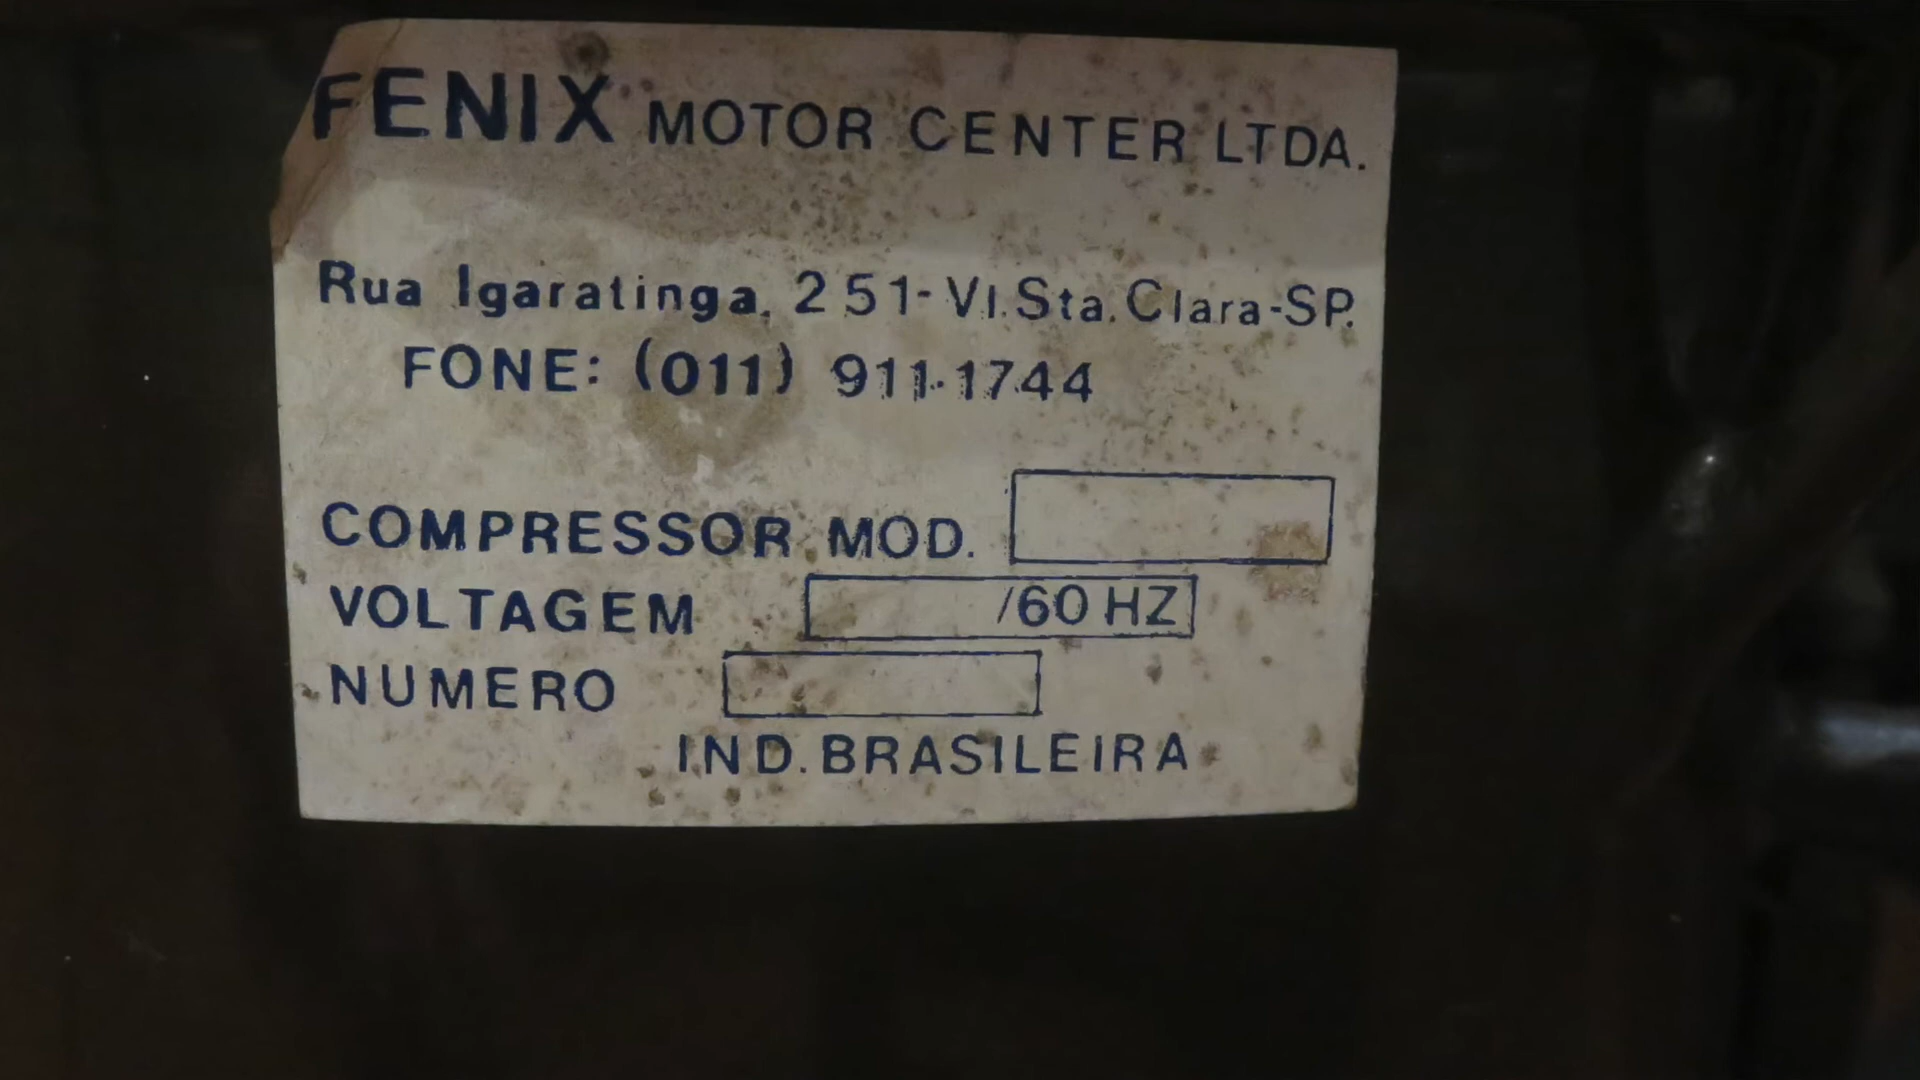 FENIX MOTOR CENTER LTDA.
Rua Igaratinga, 251-Vl.Sta.Clara-SP.
FONE: (011) 911-1744
COMPRESSOR MOD.
VOLTAGEM /60 HZ
NUMERO
IND. BRASILEIRA